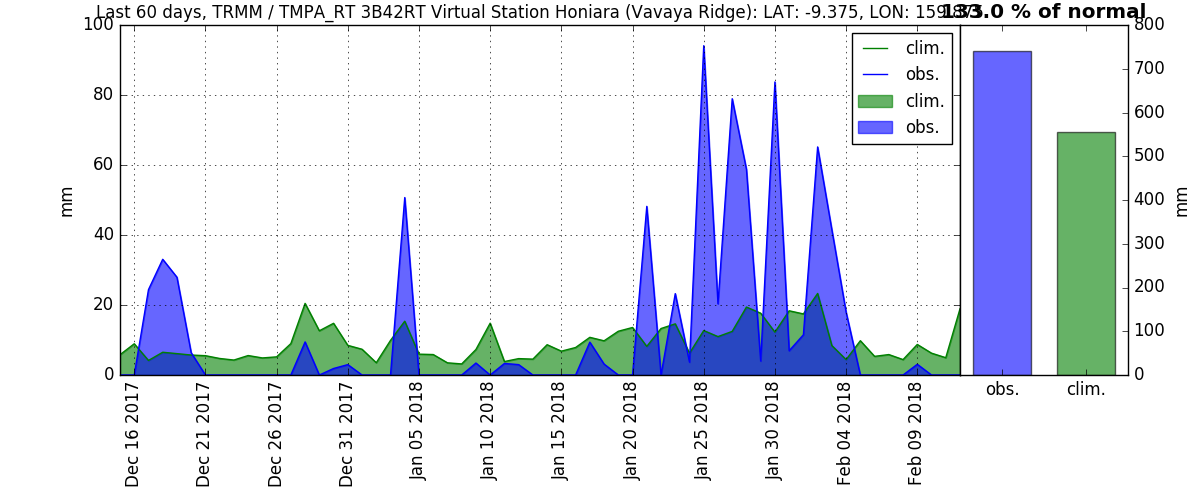 Last 60 days, TRMM / TMPA_RT 3B42RT Virtual Station Honiara (Vavaya Ridge): LAT: -9.375, LON:
133.0 % of normal
100
80
60
40
20
0
mm
clim.
obs.
clim.
obs.
Dec 16 2017
Dec 21 2017
Dec 26 2017
Dec 31 2017
Jan 05 2018
Jan 10 2018
Jan 15 2018
Jan 20 2018
Jan 25 2018
Jan 30 2018
Feb 04 2018
Feb 09 2018
800
700
600
500
400
300
200
100
0
mm
obs.
clim.